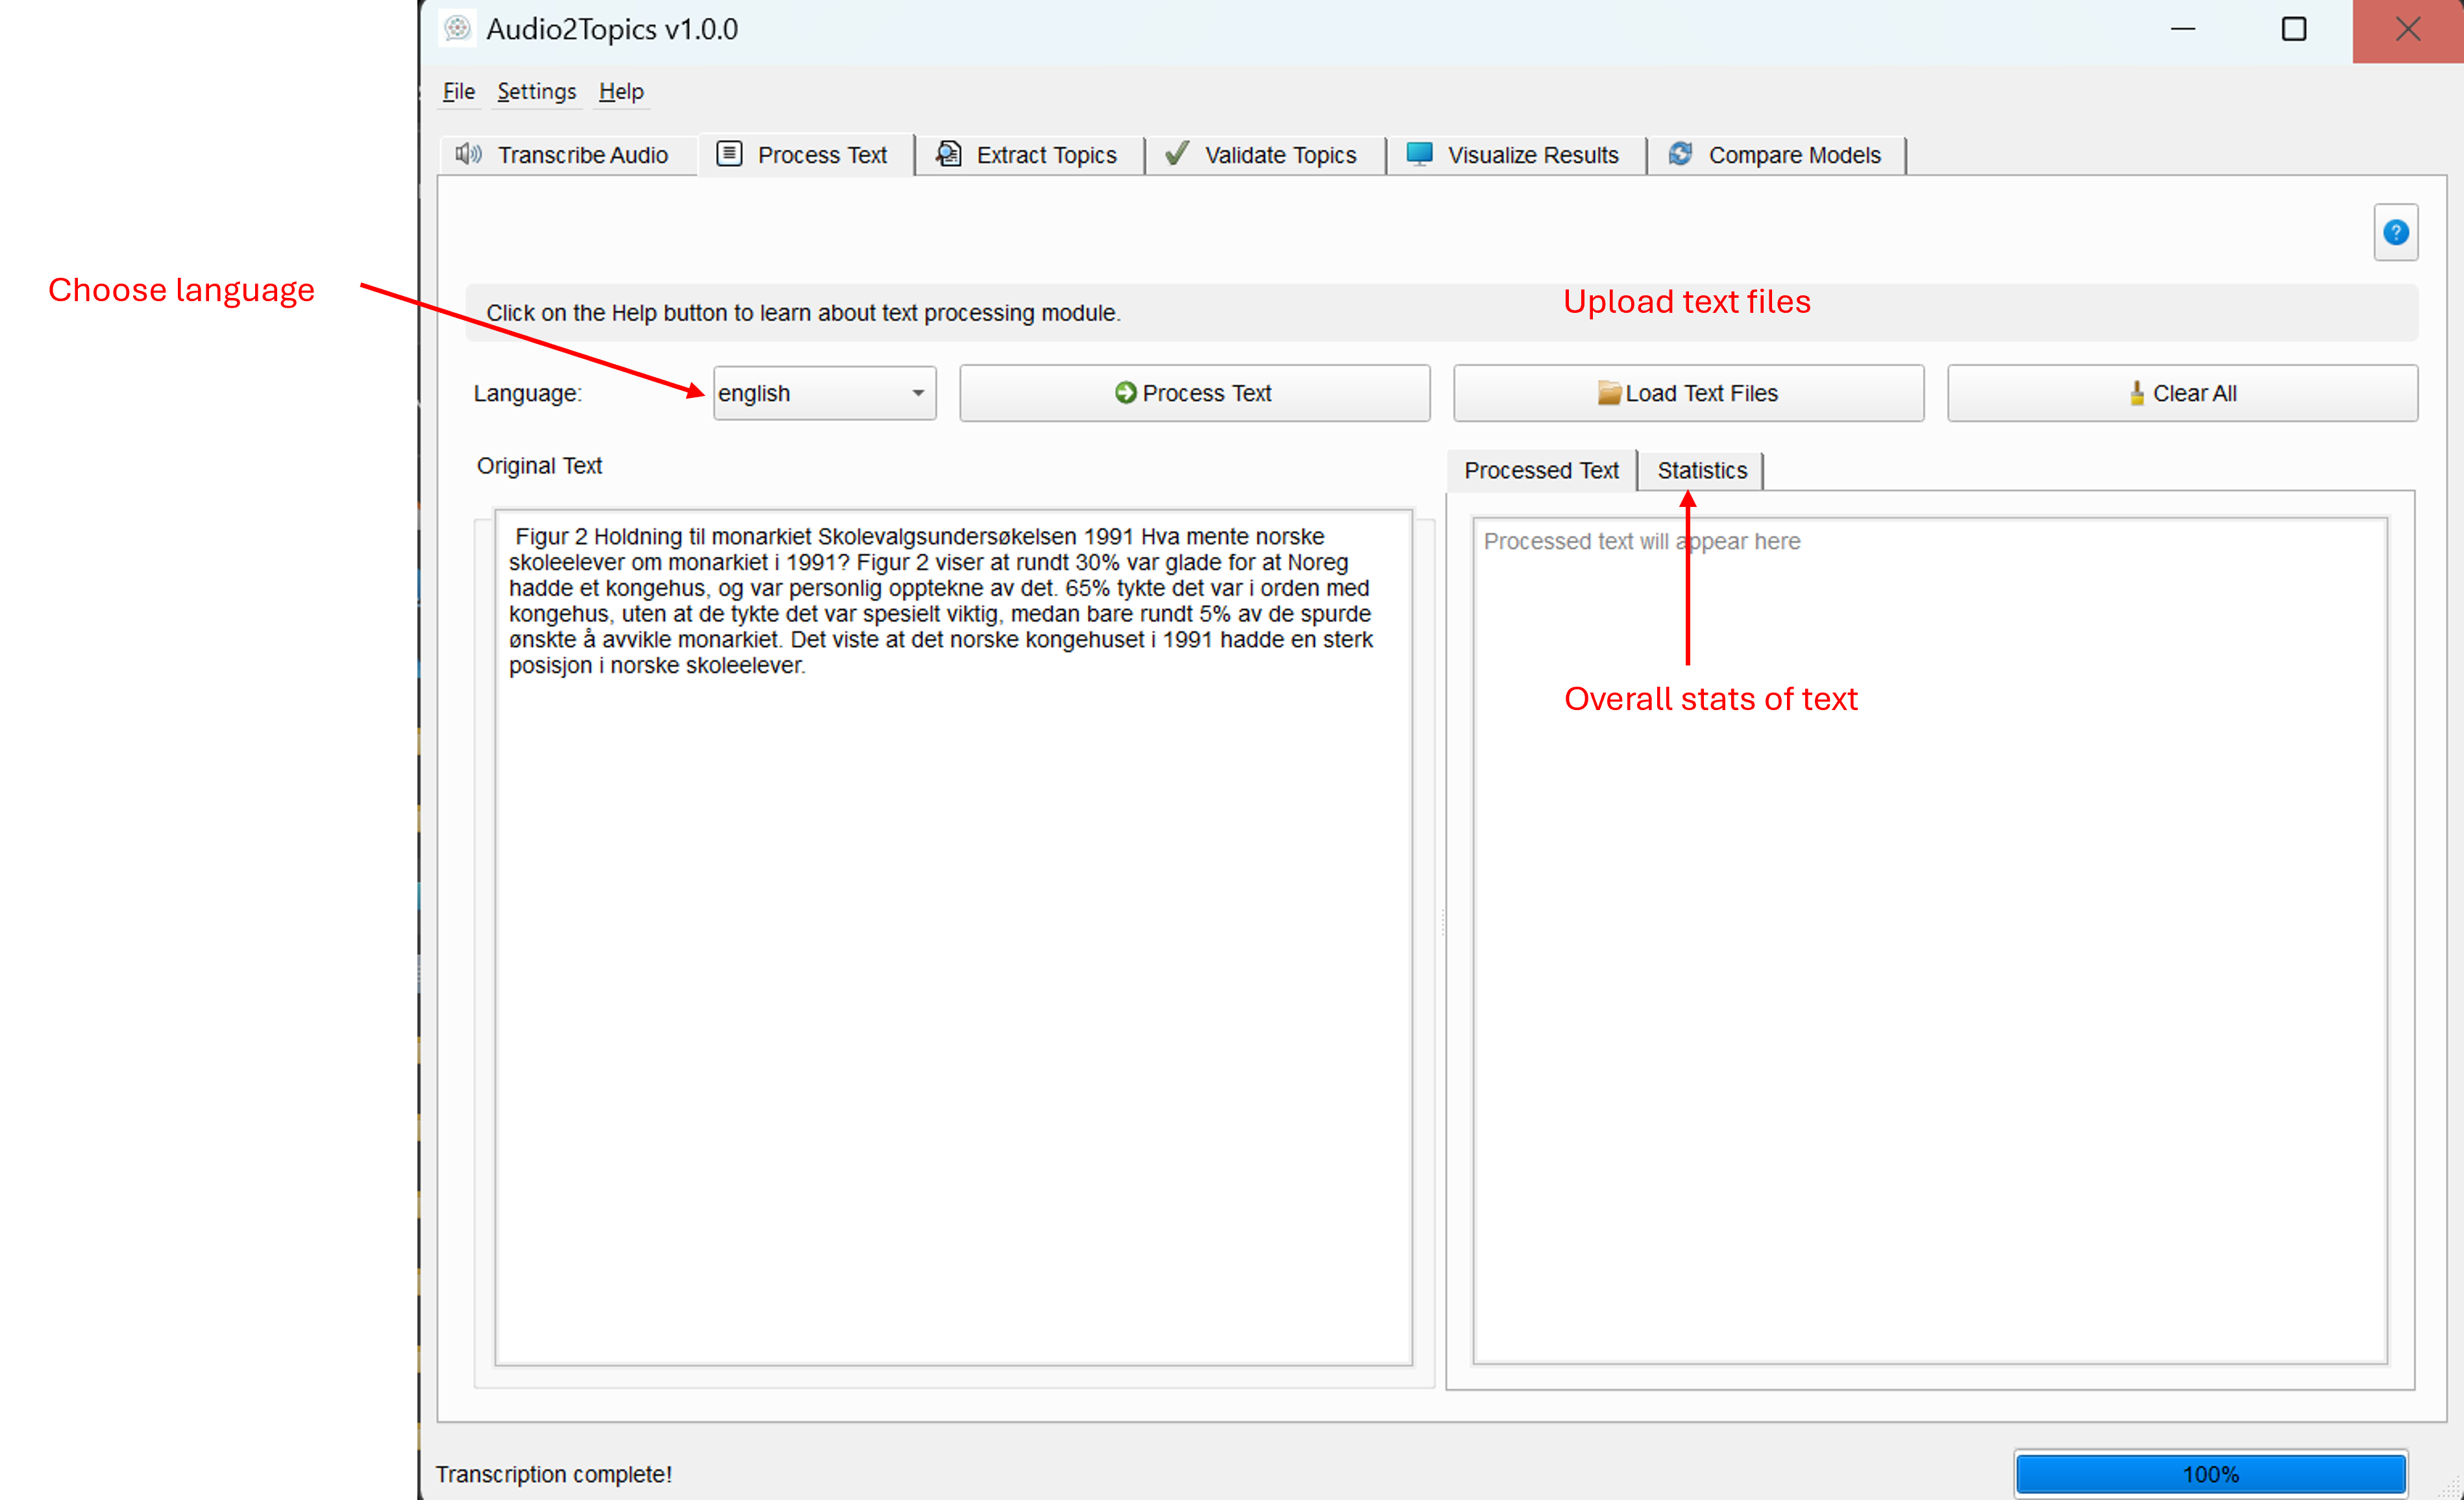 Audio2Topics v1.0.0
File Settings Help
Transcribe Audio Process Text Extract Topics Validate Topics Visualize Results Compare Models
?
Choose language
Upload text files
Click on the Help button to learn about text processing module.
Language: english Process Text Load Text Files Clear All
Original Text
Processed Text Statistics
Figur 2 Holdning til monarkiet Skolevalgsundersøkelsen 1991 Hva mente norske
skoleelever om monarkiet i 1991? Figur 2 viser at rundt 30% var glade for at Noreg
hadde et kongehus, og var personlig opptekne av det. 65% tykte det var i orden med
kongehus, uten at de tykte det var spesielt viktig, medan bare rundt 5% av de spurde
ønskte å avvikle monarkiet. Det viste at det norske kongehuset i 1991 hadde en sterk
posisjon i norske skoleelever.
Processed text will appear here
Overall stats of text
Transcription complete!
100%